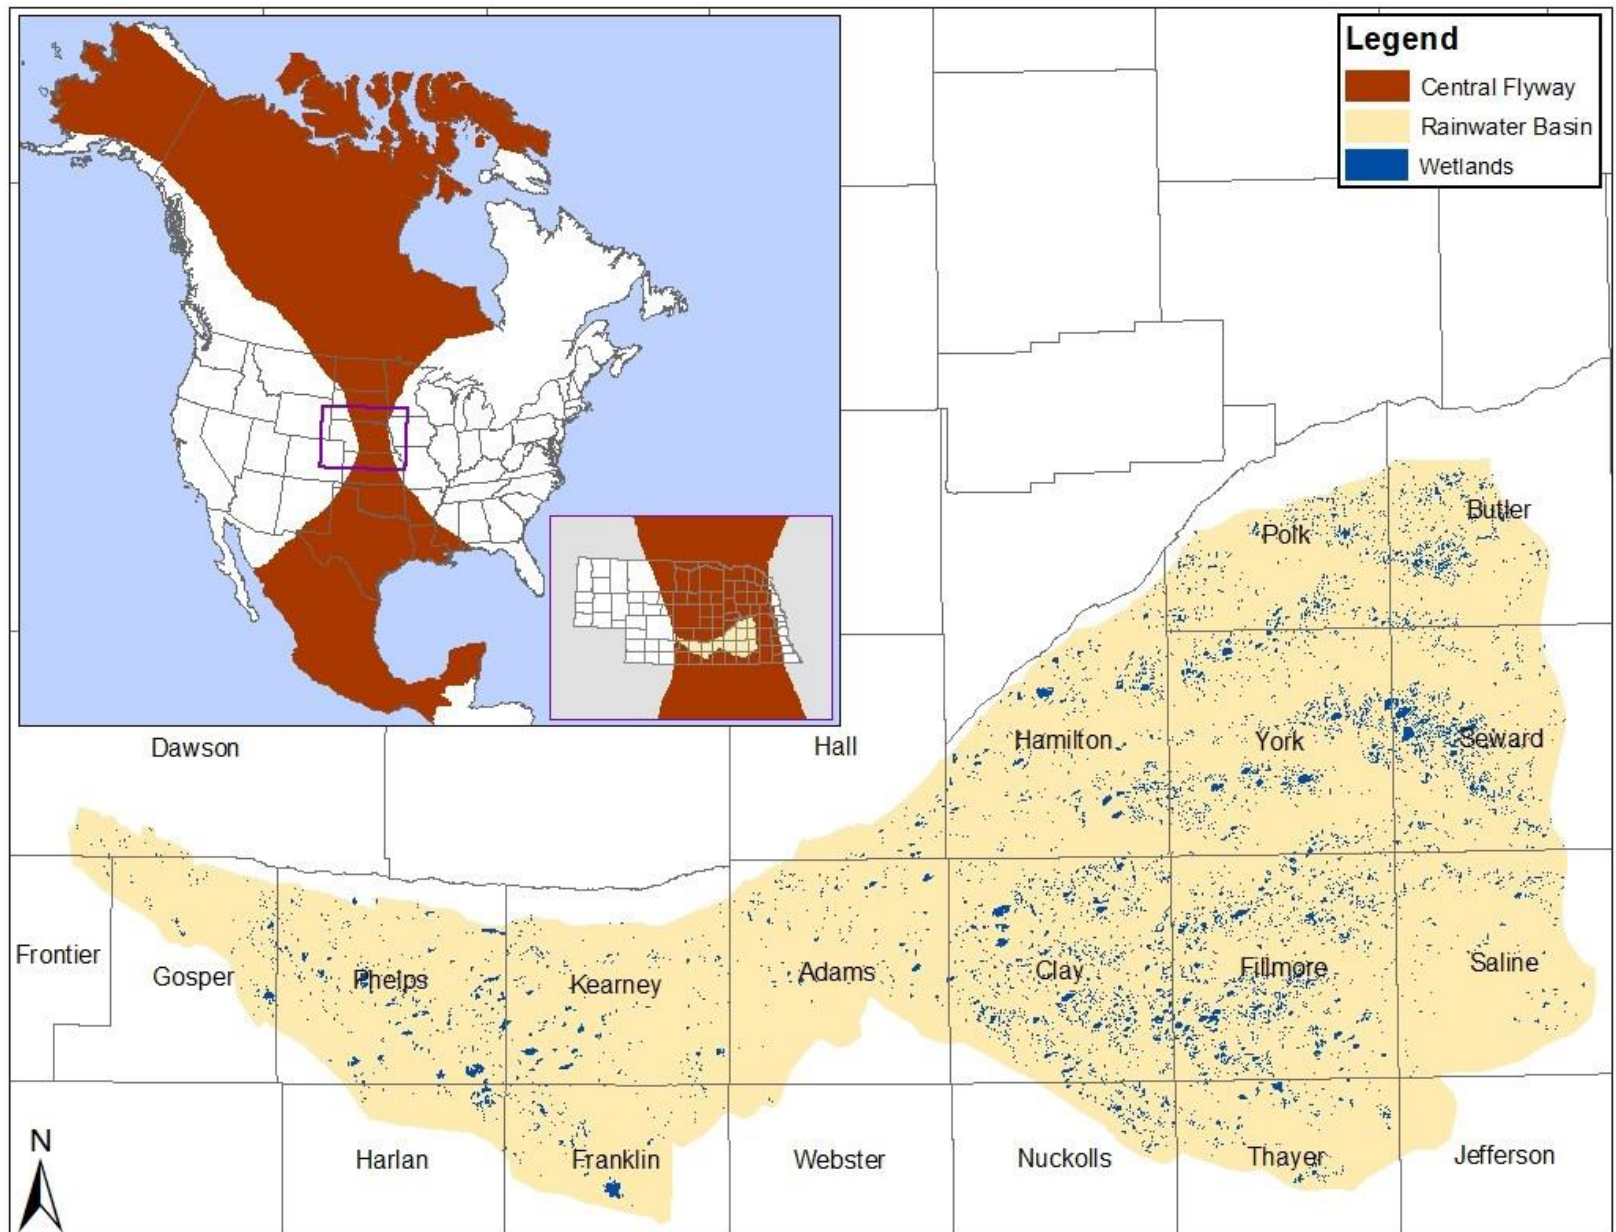 Legend
Central Flyway
Rainwater Basin
Wetlands
Butler
Polk
Dawson
Hall
Hamilton
York
Seward
Frontier
Gosper
Phelps
Kearney
Adams
Clay
Fillmore
Saline
N
Harlan
Franklin
Webster
Nuckolls
Thayer
Jefferson